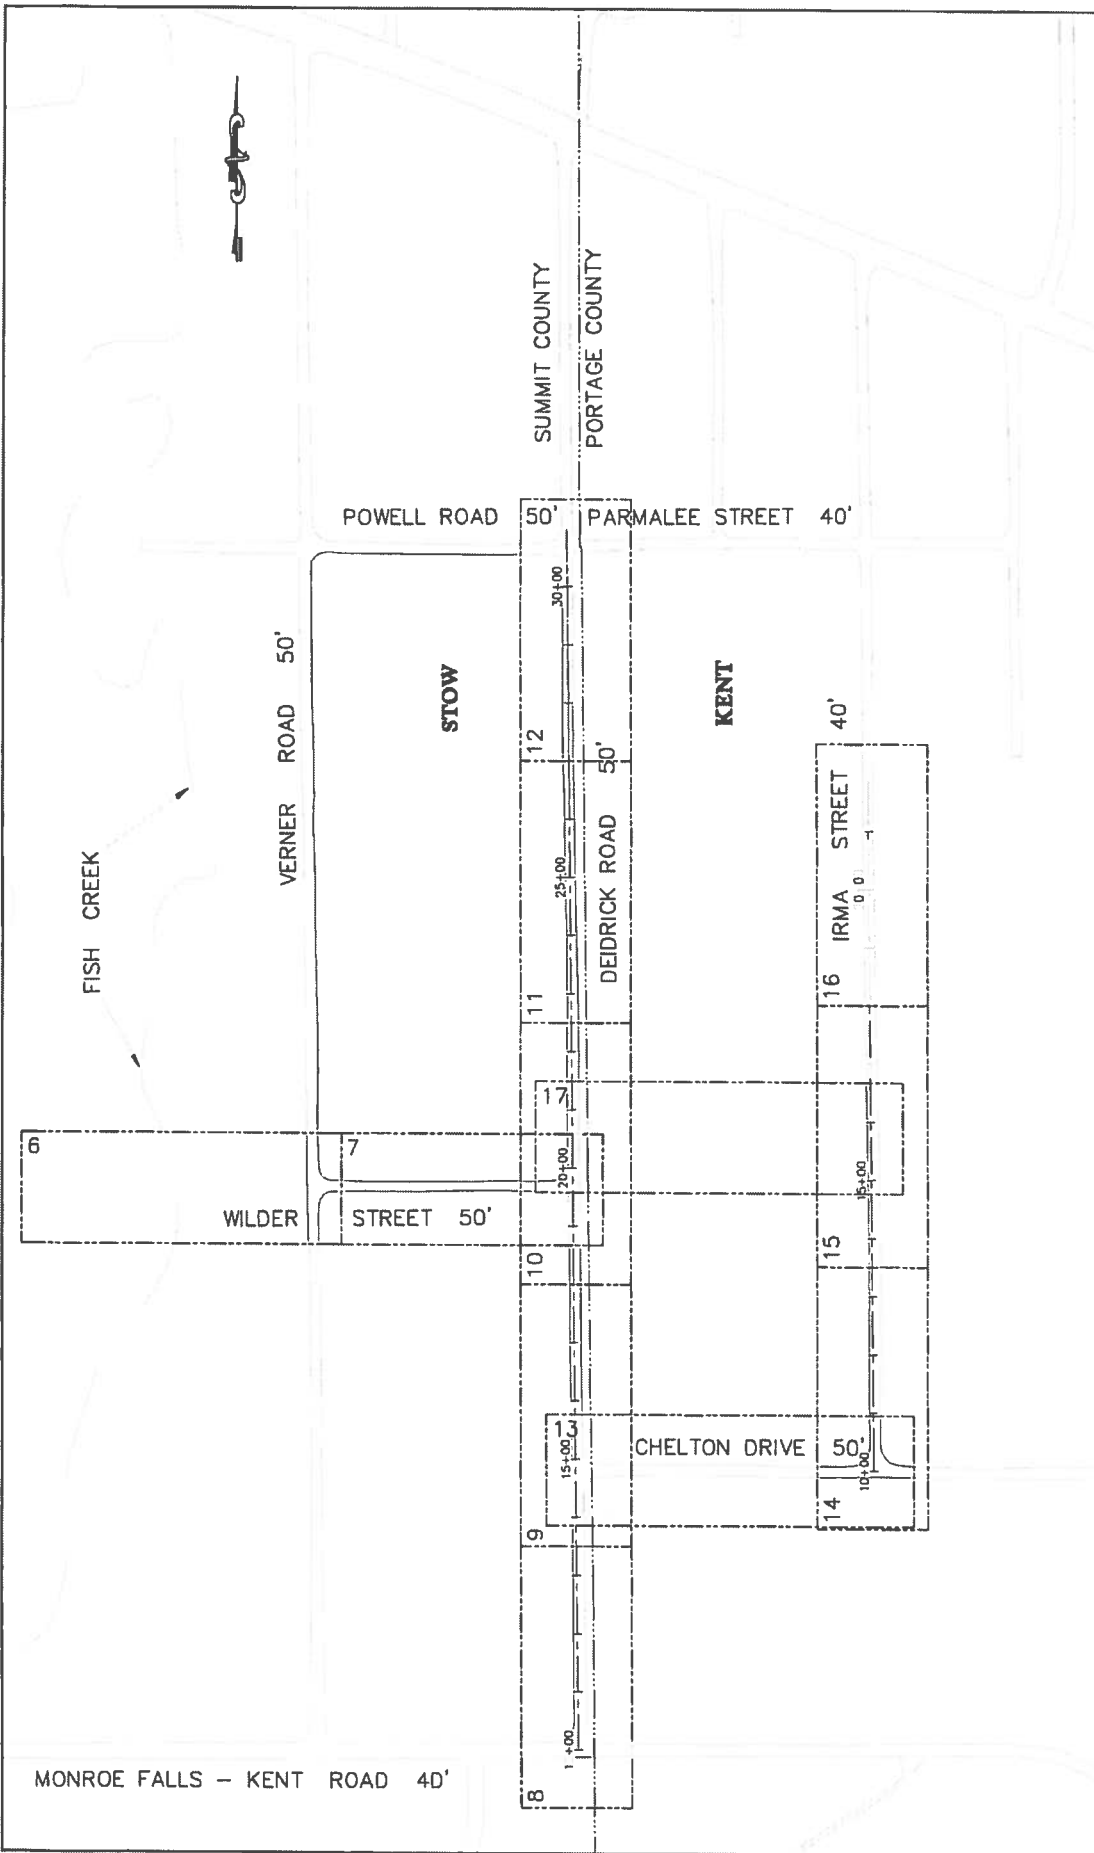 SUMMIT COUNTY
PORTAGE COUNTY
POWELL ROAD 50' PARMALEE STREET 40'
30+00
VERNER ROAD 50'
STOW
KENT
12
DEIDRICK ROAD 50'
IRMA STREET 40'
FISH CREEK
25+00
11
16
17
6
7
20+00
15+00
WILDER STREET 50'
10
15
13
CHELTON DRIVE 50'
15+00
10+00
9
14
MONROE FALLS - KENT ROAD 40'
8